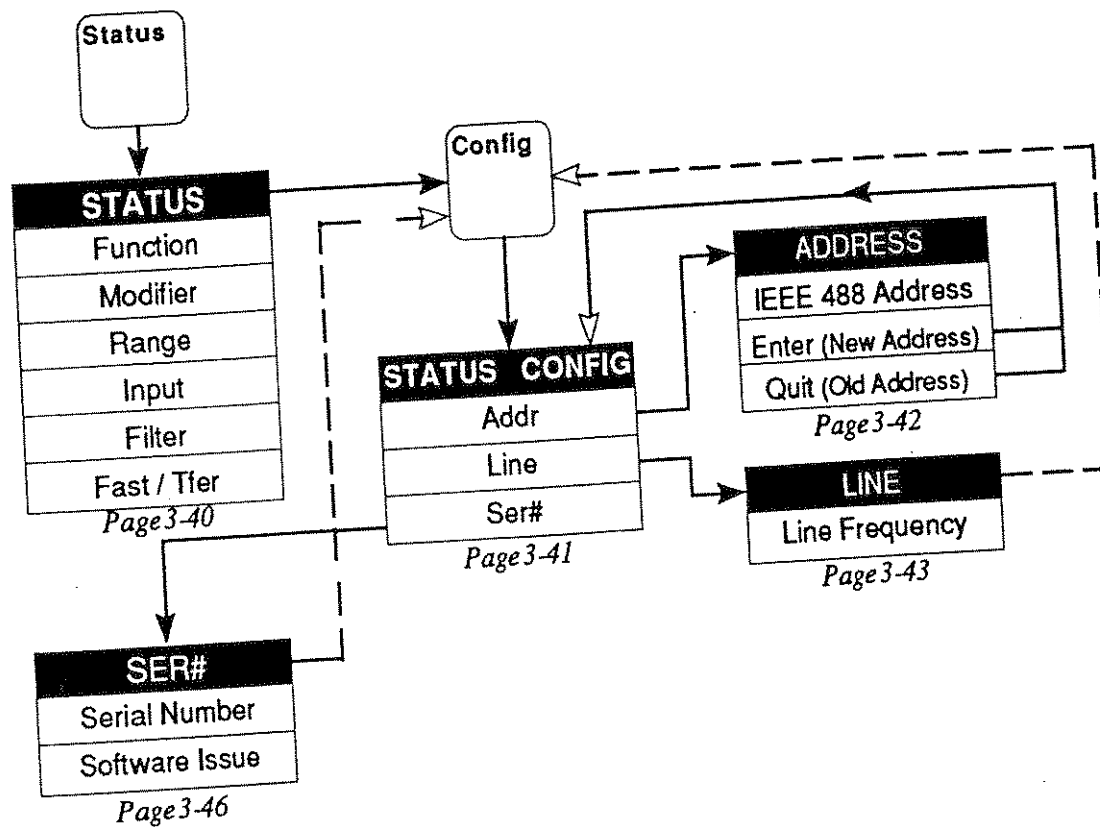 Status
STATUS
Function
Modifier
Range
Input
Filter
Fast / Tfer
Page 3-40
Config
STATUS CONFIG
Addr
Line
Ser#
Page 3-41
ADDRESS
IEEE 488 Address
Enter (New Address)
Quit (Old Address)
Page 3-42
LINE
Line Frequency
Page 3-43
SER#
Serial Number
Software Issue
Page 3-46